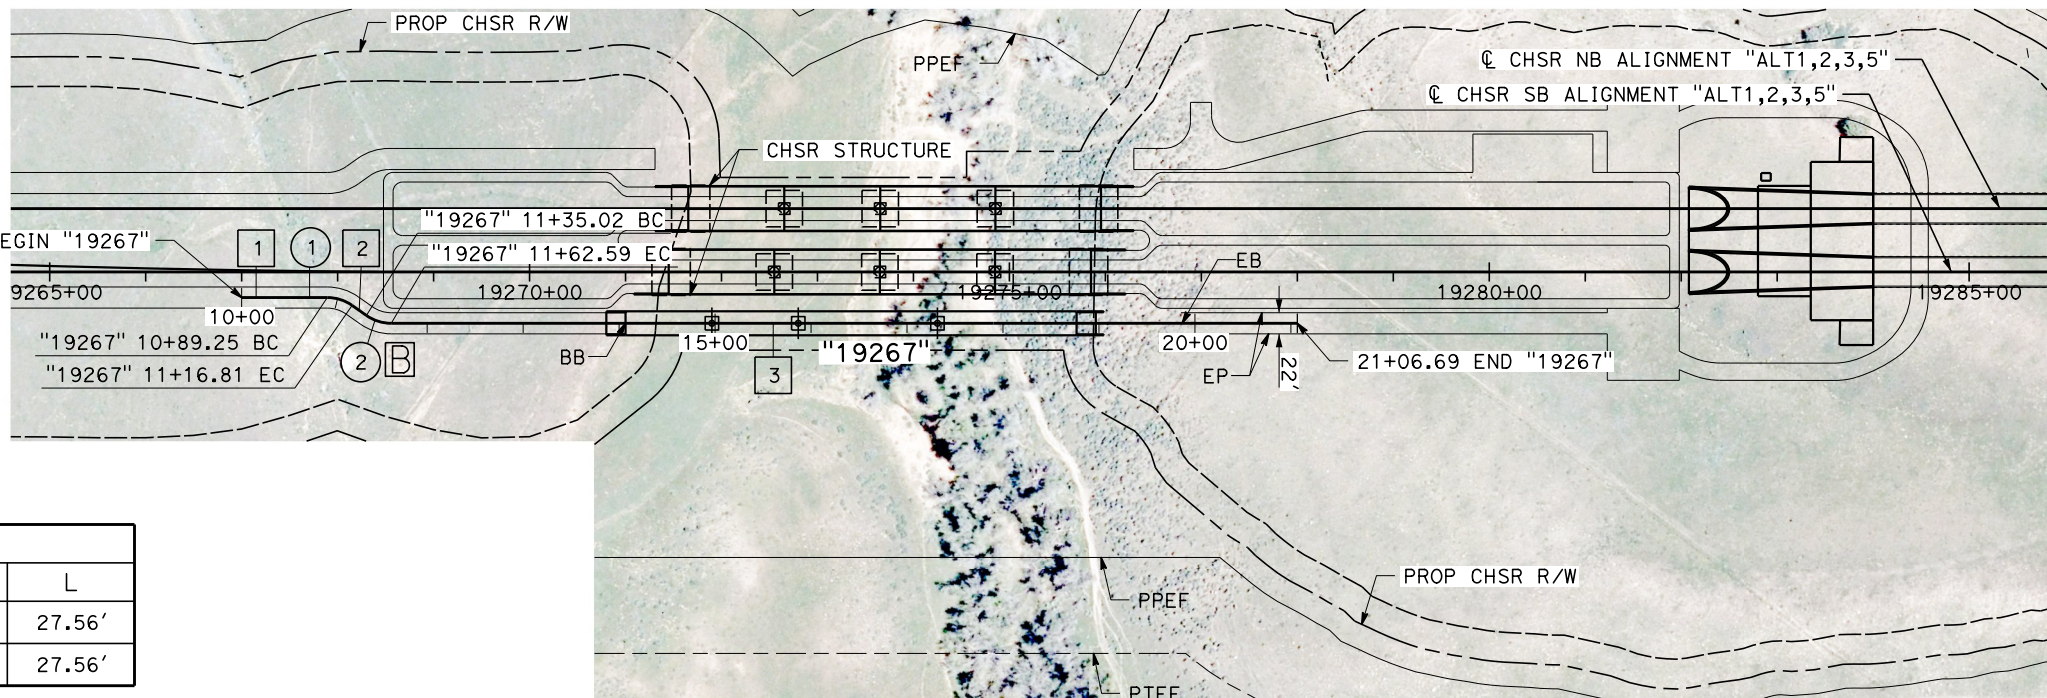 PROP CHSR R/W
PPEF
℄ CHSR NB ALIGNMENT "ALT1,2,3,5"
℄ CHSR SB ALIGNMENT "ALT1,2,3,5"
CHSR STRUCTURE
"19267" 11+35.02 BC
EGIN "19267"
1
1
2
"19267" 11+62.59 EC
EB
9265+00
19270+00
19275+00
19280+00
19285+00
10+00
"19267" 10+89.25 BC
15+00
"19267"
20+00
BB
2
B
3
EP
22'
21+06.69 END "19267"
"19267" 11+16.81 EC
L
27.56'
27.56'
PROP CHSR R/W
PPEF